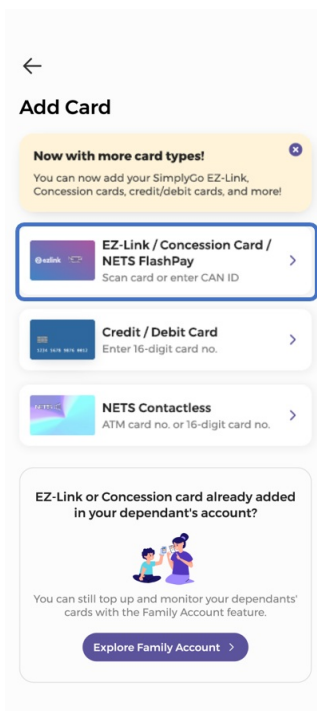 Add Card
Now with more card types!
You can now add your SimplyGo EZ-Link,
Concession cards, credit/debit cards, and more!
ezlink
EZ-Link / Concession Card /
NETS FlashPay
Scan card or enter CAN ID
Credit / Debit Card
Enter 16-digit card no.
NETS
NETS Contactless
ATM card no. or 16-digit card no.
EZ-Link or Concession card already added
in your dependant's account?
You can still top up and monitor your dependants'
cards with the Family Account feature.
Explore Family Account